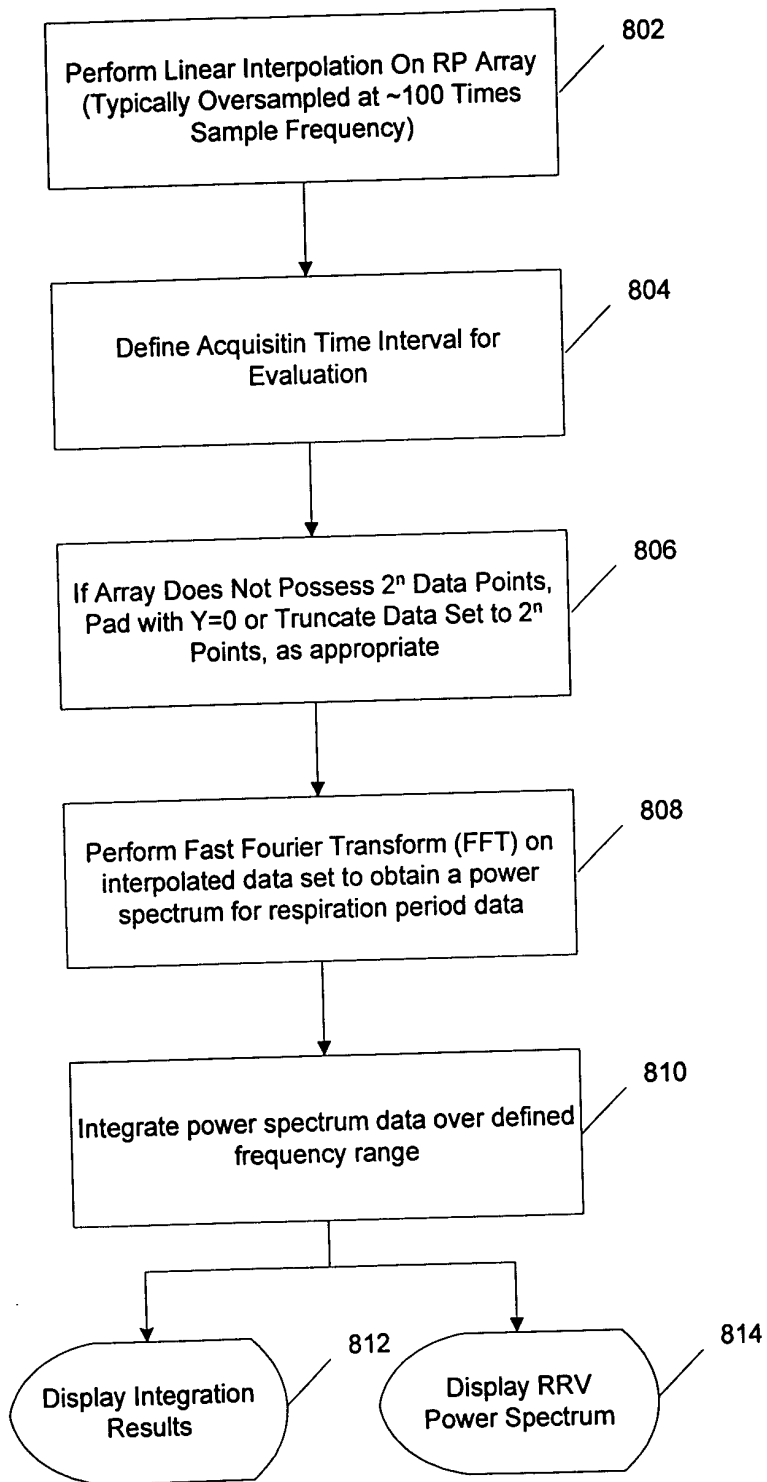 802
Perform Linear Interpolation On RP Array
(Typically Oversampled at ~100 Times
Sample Frequency)
804
Define Acquisitin Time Interval for
Evaluation
806
If Array Does Not Possess 2ⁿ Data Points,
Pad with Y=0 or Truncate Data Set to 2ⁿ
Points, as appropriate
808
Perform Fast Fourier Transform (FFT) on
interpolated data set to obtain a power
spectrum for respiration period data
810
Integrate power spectrum data over defined
frequency range
812
Display Integration
Results
814
Display RRV
Power Spectrum